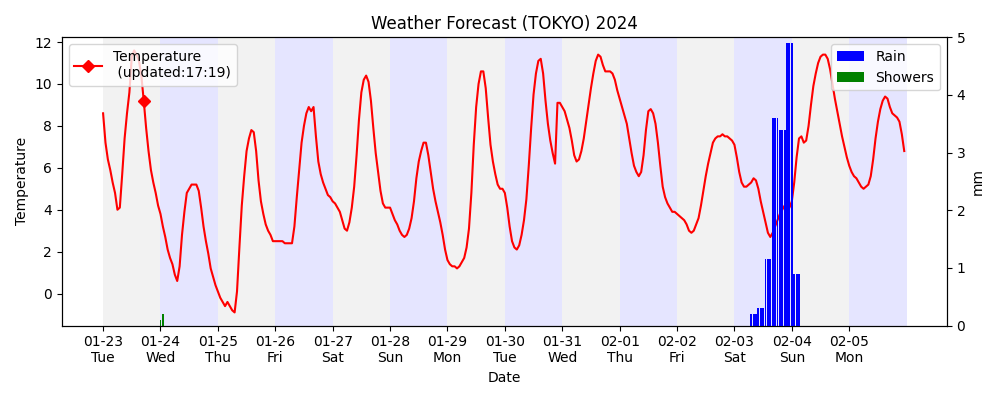 Weather Forecast (TOKYO) 2024
Temperature
(updated:17:19)
Rain
Showers
12
10
8
6
4
2
0
Temperature
5
4
3
2
1
0
mm
01-23 01-24 01-25 01-26 01-27 01-28 01-29 01-30 01-31 02-01 02-02 02-03 02-04 02-05
Tue Wed Thu Fri Sat Sun Mon Tue Wed Thu Fri Sat Sun Mon
Date